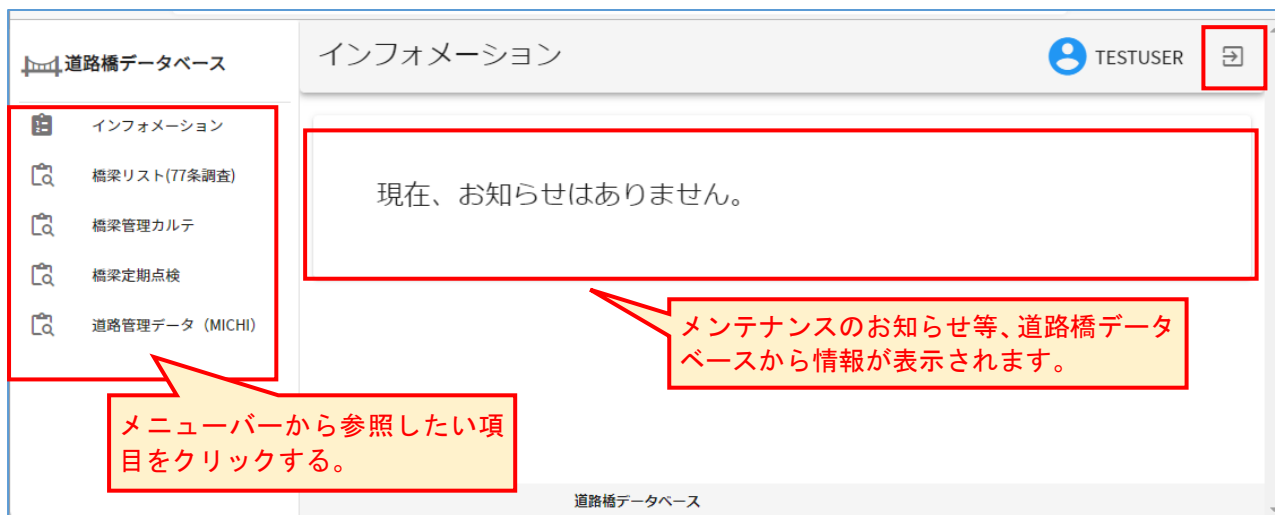 道路橋データベース
インフォメーション
TESTUSER
インフォメーション
橋梁リスト(77条調査)
橋梁管理カルテ
橋梁定期点検
道路管理データ（MICHI）
現在、お知らせはありません。
メンテナンスのお知らせ等、道路橋データ
ベースから情報が表示されます。
メニューバーから参照したい項
目をクリックする。
道路橋データベース